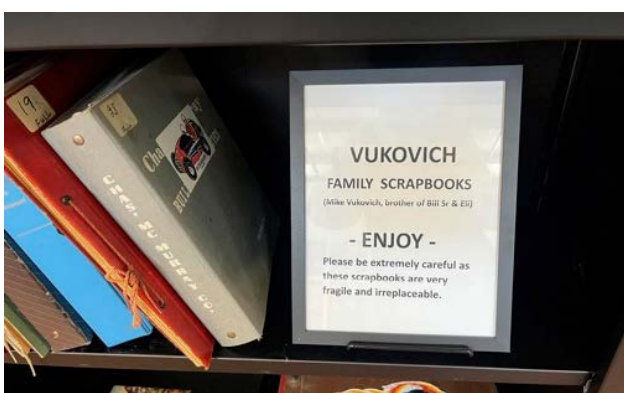 19
CHAS. MC MURREY CO.
VUKOVICH
FAMILY SCRAPBOOKS
(Mike Vukovich, brother of Bill Sr & Eli)
- ENJOY -
Please be extremely careful as
these scrapbooks are very
fragile and irreplaceable.